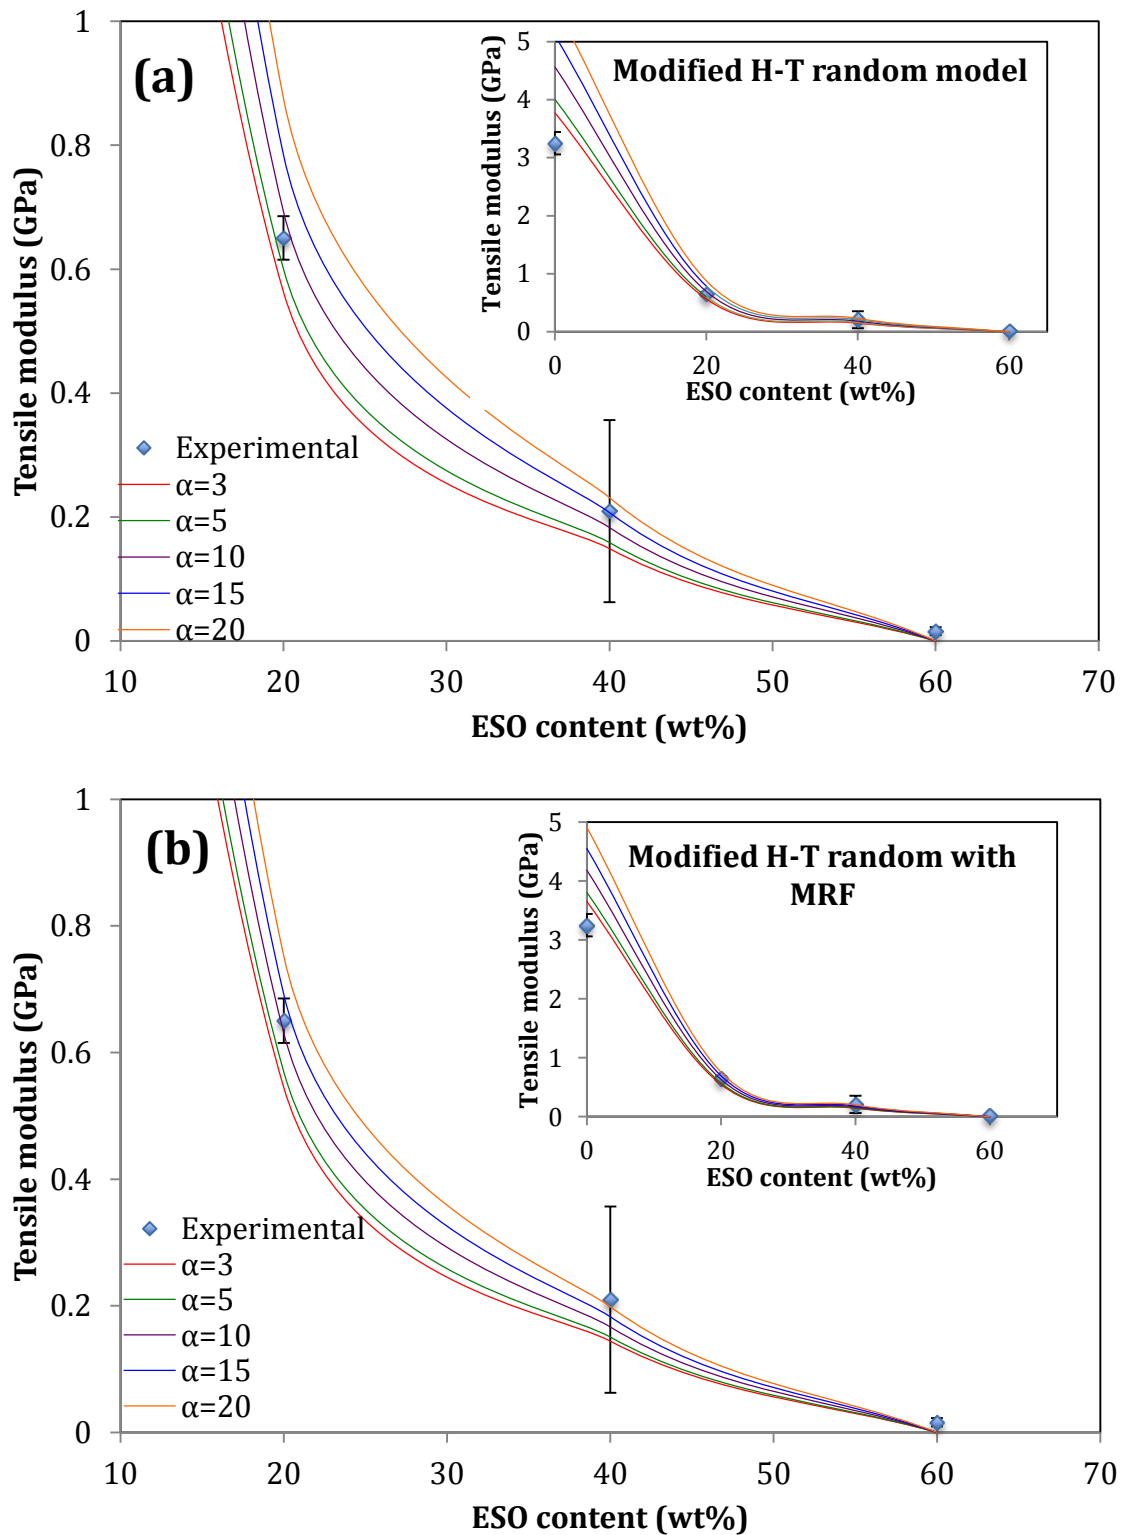 (a)
Modified H-T random model
Tensile modulus (GPa)
5
4
3
2
1
0
0 20 40 60
ESO content (wt%)
Tensile modulus (GPa)
1
0.8
0.6
0.4
0.2
0
Experimental
α=3
α=5
α=10
α=15
α=20
10 20 30 40 50 60 70
ESO content (wt%)
(b)
Modified H-T random with
MRF
Tensile modulus (GPa)
5
4
3
2
1
0
0 20 40 60
ESO content (wt%)
Tensile modulus (GPa)
1
0.8
0.6
0.4
0.2
0
Experimental
α=3
α=5
α=10
α=15
α=20
10 20 30 40 50 60 70
ESO content (wt%)